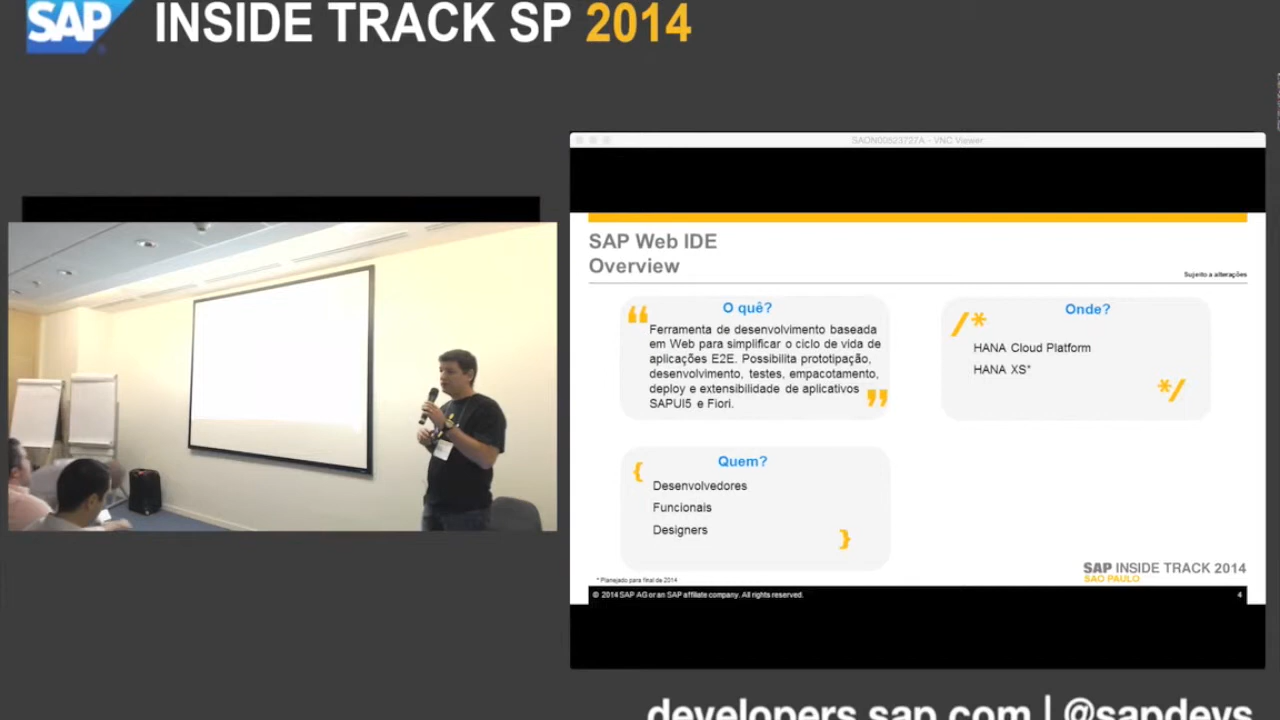 SAP INSIDE TRACK SP 2014
SAON00523727A - VNC Viewer
SAP Web IDE
Overview
Sujeito a alterações
“ O quê?
Ferramenta de desenvolvimento baseada
em Web para simplificar o ciclo de vida de
aplicações E2E. Possibilita prototipação,
desenvolvimento, testes, empacotamento,
deploy e extensibilidade de aplicativos
SAPUI5 e Fiori. ”
/* Onde?
HANA Cloud Platform
HANA XS*
*/
{ Quem?
Desenvolvedores
Funcionais
Designers
}
* Planejado para final de 2014
SAP INSIDE TRACK 2014
SAO PAULO
© 2014 SAP AG or an SAP affiliate company. All rights reserved.
4
developers.sap.com | @sapdevs